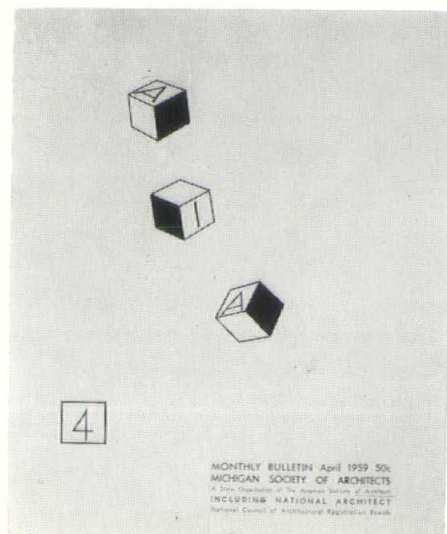 A
I
A
4
MONTHLY BULLETIN April 1959 50c
MICHIGAN SOCIETY OF ARCHITECTS
A State Organization of The American Institute of Architects
INCLUDING NATIONAL ARCHITECT
National Council of Architectural Registration Boards